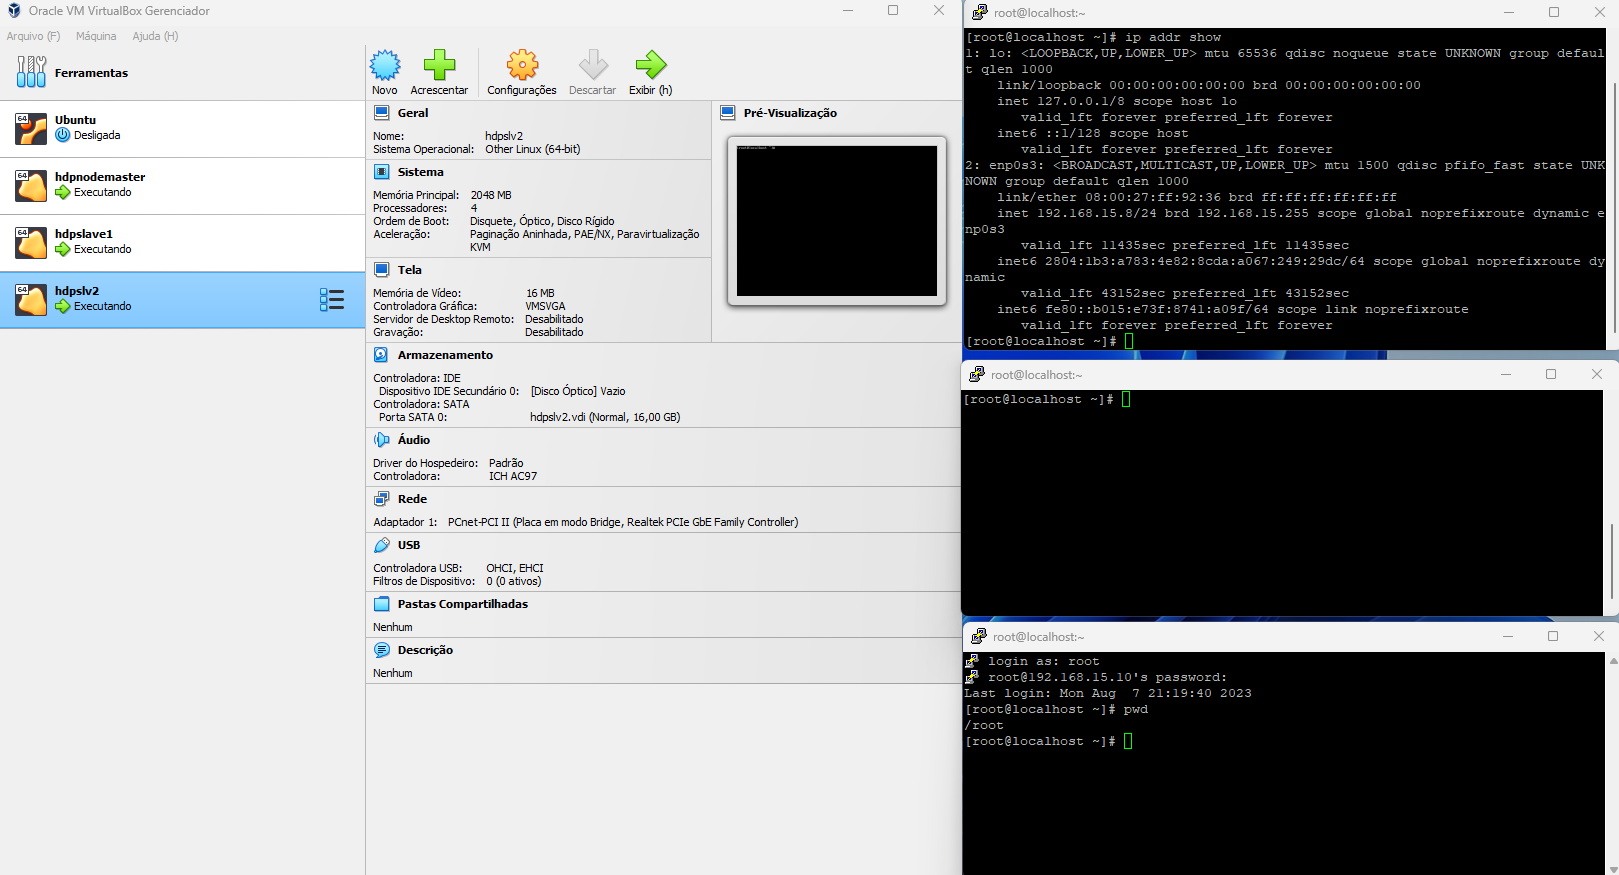 Oracle VM VirtualBox Gerenciador
Arquivo (F) Máquina Ajuda (H)
Ferramentas
Novo Acrescentar Configurações Descartar Exibir (h)
64 Ubuntu
Desligada
64 hdpnodemaster
Executando
64 hdpslave1
Executando
64 hdpslv2
Executando
Geral
Nome: hdpslv2
Sistema Operacional: Other Linux (64-bit)
Sistema
Memória Principal: 2048 MB
Processadores: 4
Ordem de Boot: Disquete, Óptico, Disco Rígido
Aceleração: Paginação Aninhada, PAE/NX, Paravirtualização
KVM
Tela
Memória de Vídeo: 16 MB
Controladora Gráfica: VMSVGA
Servidor de Desktop Remoto: Desabilitado
Gravação: Desabilitado
Pré-Visualização
Armazenamento
Controladora: IDE
Dispositivo IDE Secundário 0: [Disco Óptico] Vazio
Controladora: SATA
Porta SATA 0: hdpslv2.vdi (Normal, 16,00 GB)
Áudio
Driver do Hospedeiro: Padrão
Controladora: ICH AC97
Rede
Adaptador 1: PCnet-PCI II (Placa em modo Bridge, Realtek PCIe GbE Family Controller)
USB
Controladora USB: OHCI, EHCI
Filtros de Dispositivo: 0 (0 ativos)
Pastas Compartilhadas
Nenhum
Descrição
Nenhum
root@localhost:~
[root@localhost ~]# ip addr show
1: lo: <LOOPBACK,UP,LOWER_UP> mtu 65536 qdisc noqueue state UNKNOWN group defaul
t qlen 1000
link/loopback 00:00:00:00:00:00 brd 00:00:00:00:00:00
inet 127.0.0.1/8 scope host lo
valid_lft forever preferred_lft forever
inet6 ::1/128 scope host
valid_lft forever preferred_lft forever
2: enp0s3: <BROADCAST,MULTICAST,UP,LOWER_UP> mtu 1500 qdisc pfifo_fast state UNK
NOWN group default qlen 1000
link/ether 08:00:27:ff:92:36 brd ff:ff:ff:ff:ff:ff
inet 192.168.15.8/24 brd 192.168.15.255 scope global noprefixroute dynamic e
np0s3
valid_lft 11435sec preferred_lft 11435sec
inet6 2804:1b3:a783:4e82:8cda:a067:249:29dc/64 scope global noprefixroute dy
namic
valid_lft 43152sec preferred_lft 43152sec
inet6 fe80::b015:e73f:8741:a09f/64 scope link noprefixroute
valid_lft forever preferred_lft forever
[root@localhost ~]#
root@localhost:~
[root@localhost ~]#
root@localhost:~
login as: root
root@192.168.15.10's password:
Last login: Mon Aug  7 21:19:40 2023
[root@localhost ~]# pwd
/root
[root@localhost ~]#